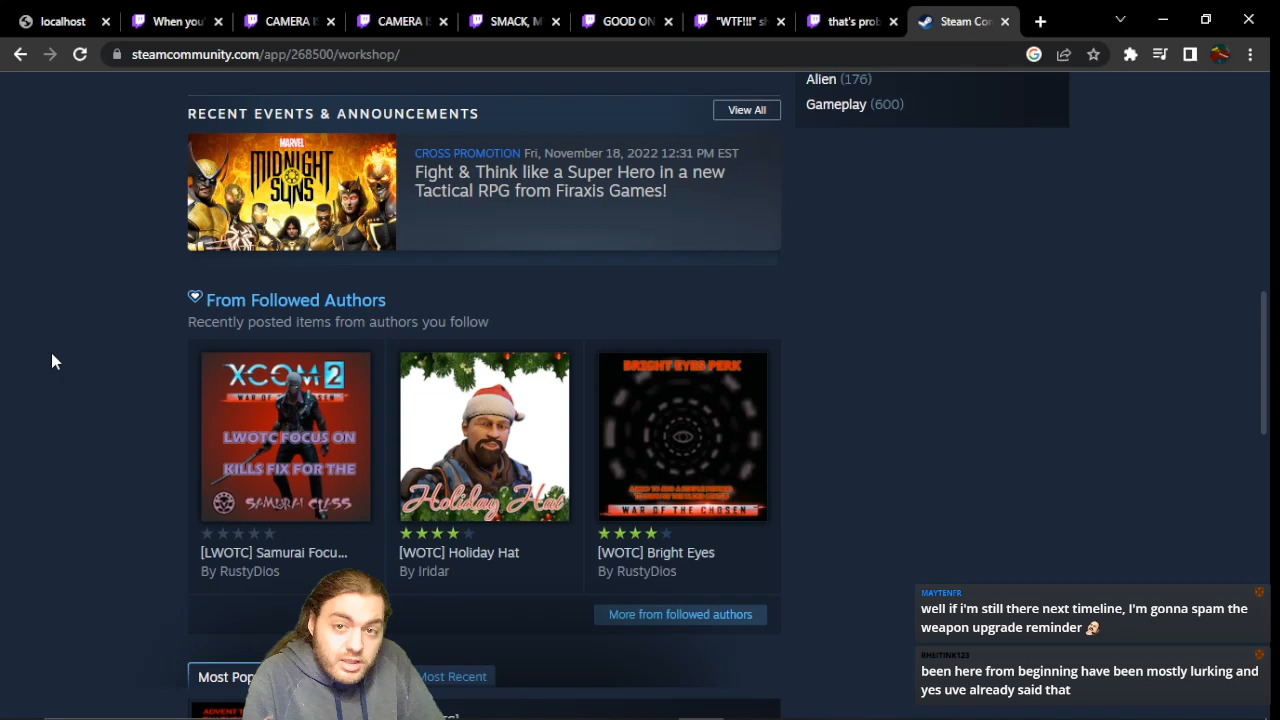 localhost
When you'
CAMERA IS
CAMERA IS
SMACK, M
GOOD ON
"WTF!!!" sh
that's prob
Steam Cor
steamcommunity.com/app/268500/workshop/
Alien (176)
Gameplay (600)
RECENT EVENTS & ANNOUNCEMENTS
View All
MARVEL
MIDNIGHT
SUNS
CROSS PROMOTION Fri, November 18, 2022 12:31 PM EST
Fight & Think like a Super Hero in a new
Tactical RPG from Firaxis Games!
From Followed Authors
Recently posted items from authors you follow
XCOM 2
WAR OF THE CHOSEN
LWOTC FOCUS ON
KILLS FIX FOR THE
SAMURAI CLASS
Holiday Hat
BRIGHT EYES PERK
WAR OF THE CHOSEN
[LWOTC] Samurai Focu...
By RustyDios
[WOTC] Holiday Hat
By Iridar
[WOTC] Bright Eyes
By RustyDios
More from followed authors
Most Pop
Most Recent
MAYTENFR
well if i'm still there next timeline, I'm gonna spam the
weapon upgrade reminder
RHEITINK123
been here from beginning have been mostly lurking and
yes uve already said that